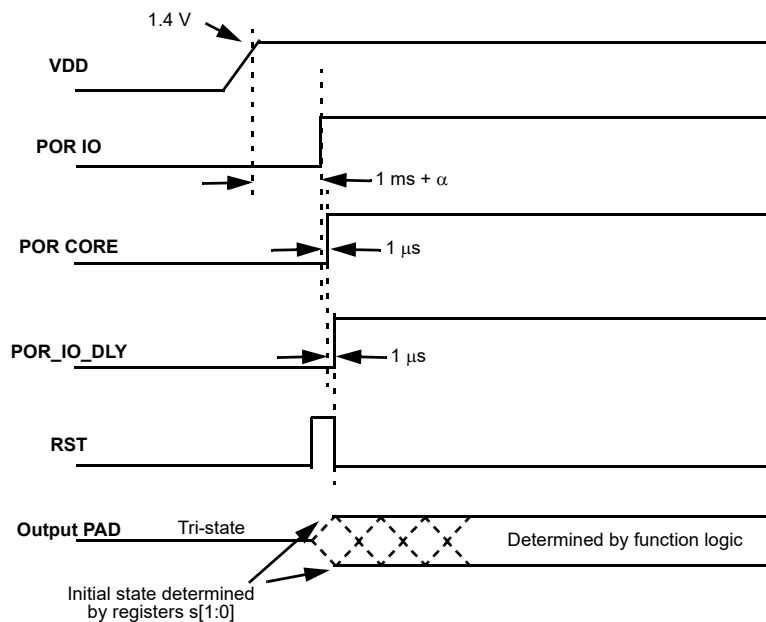 1.4 V
VDD
POR IO
1 ms + α
POR CORE
1 μs
POR_IO_DLY
1 μs
RST
Output PAD
Tri-state
Determined by function logic
Initial state determined
by registers s[1:0]